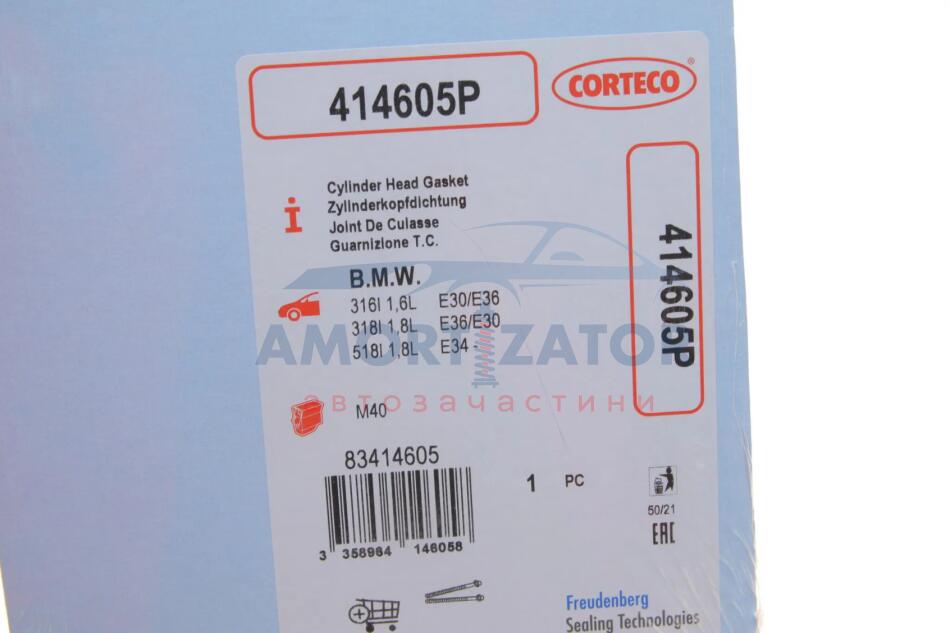 414605P
CORTECO®
Cylinder Head Gasket
Zylinderkopfdichtung
Joint De Culasse
Guarnizione T.C.
B.M.W.
316I 1,6L E30/E36
318I 1,8L E36/E30
518I 1,8L E34 -
414605P
AMORTIZATOR
автозачастини
M40
83414605
1 PC
3 358964 146058
50/21
EAC
Freudenberg
Sealing Technologies